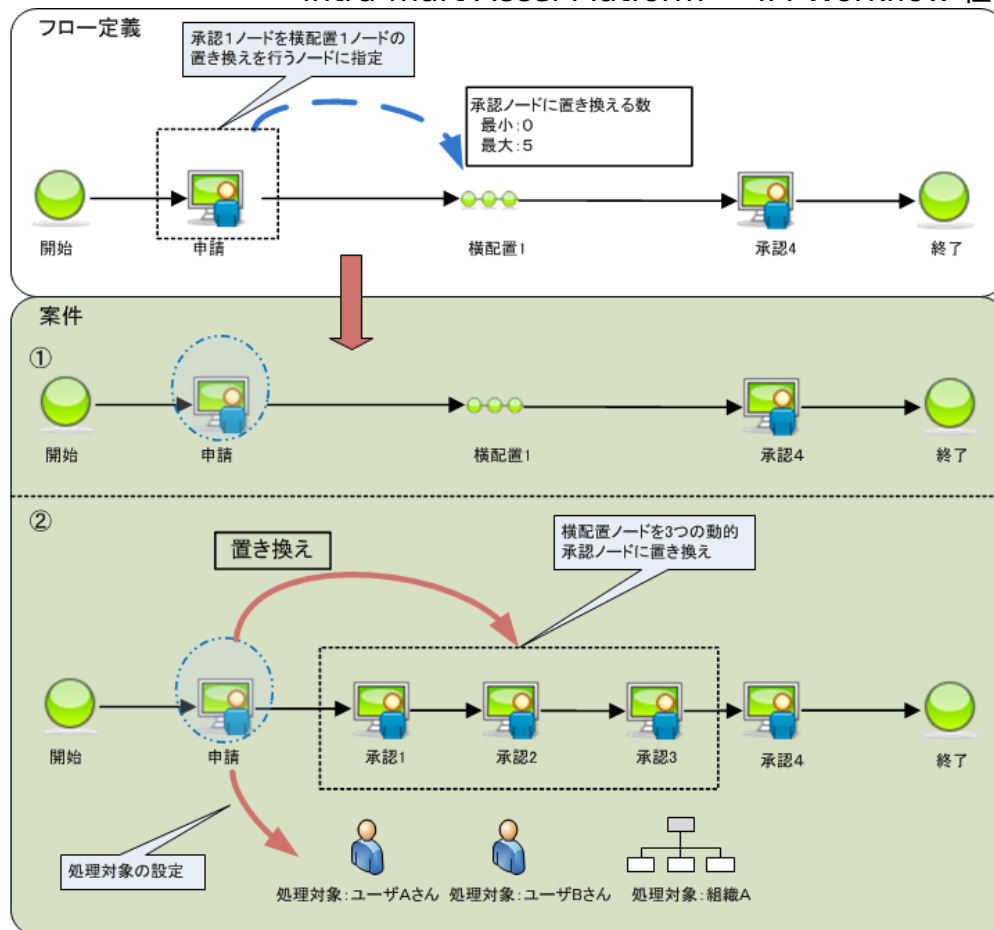 フロー定義
承認1ノードを横配置1ノードの
置き換えを行うノードに指定
承認ノードに置き換える数
最小:0
最大:5
開始
申請
横配置1
承認4
終了
案件
①
開始
申請
横配置1
承認4
終了
②
置き換え
横配置ノードを3つの動的
承認ノードに置き換え
開始
申請
承認1
承認2
承認3
承認4
終了
処理対象の設定
処理対象:ユーザAさん
処理対象:ユーザBさん
処理対象:組織A